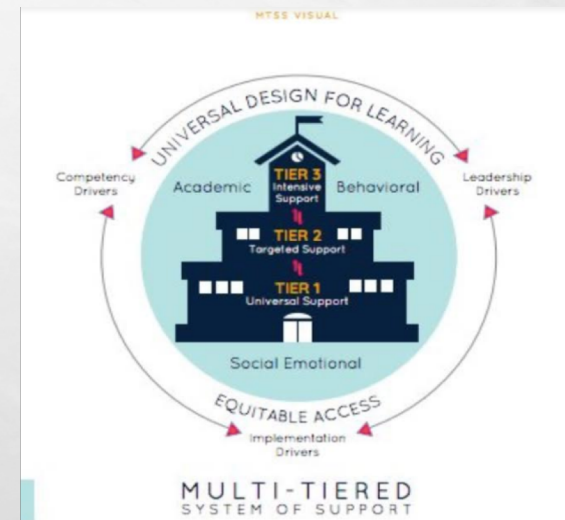 MTSS VISUAL
UNIVERSAL DESIGN FOR LEARNING
Competency
Drivers
Leadership
Drivers
Academic
Behavioral
TIER 3
Intensive
Support
TIER 2
Targeted Support
TIER 1
Universal Support
Social Emotional
EQUITABLE ACCESS
Implementation
Drivers
MULTI-TIERED
SYSTEM OF SUPPORT